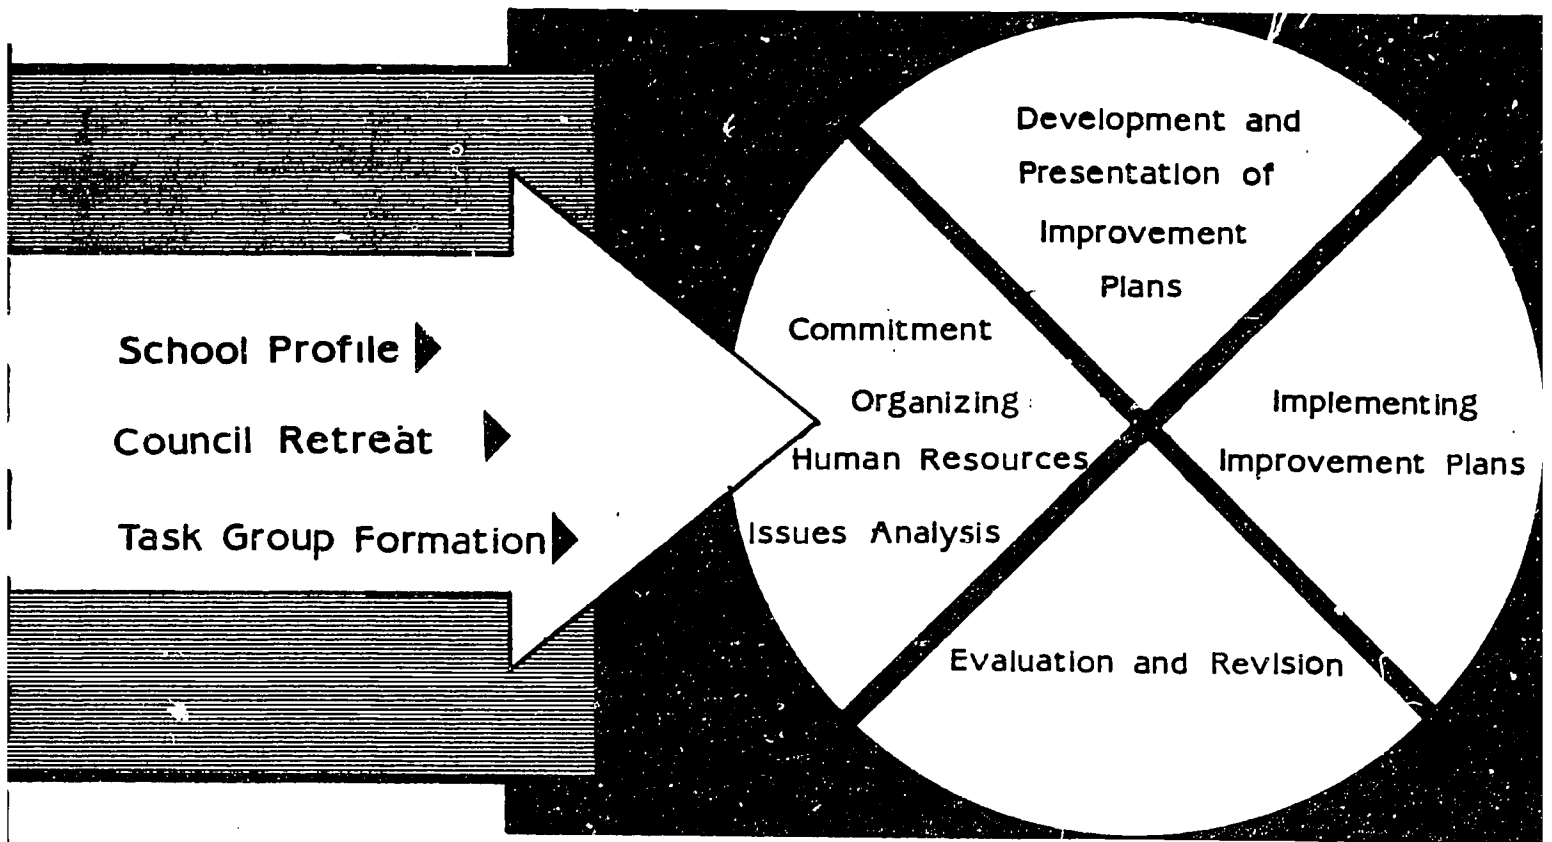 School Profile
Council Retreat
Task Group Formation
Commitment
Organizing
Human Resources
Issues Analysis
Development and
Presentation of
Improvement
Plans
Implementing
Improvement Plans
Evaluation and Revision